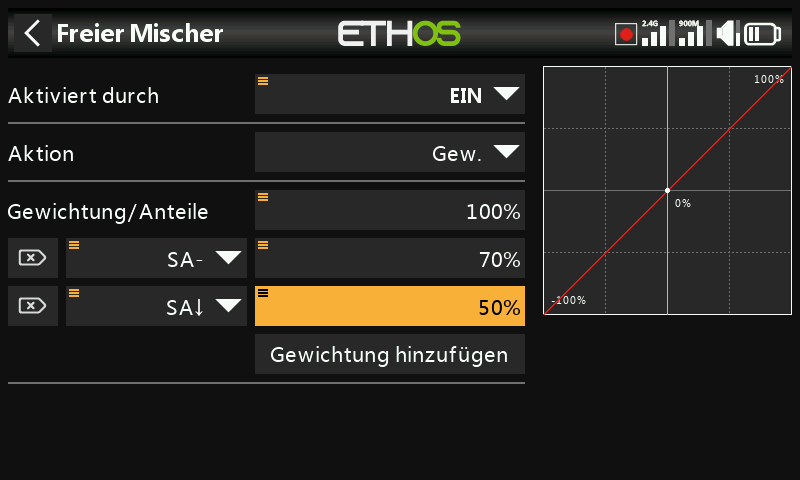 Freier Mischer
ETHOS
2.4G
900M
Aktiviert durch
EIN
Aktion
Gew.
Gewichtung/Anteile
100%
SA-
70%
SA↓
50%
Gewichtung hinzufügen
100%
0%
-100%